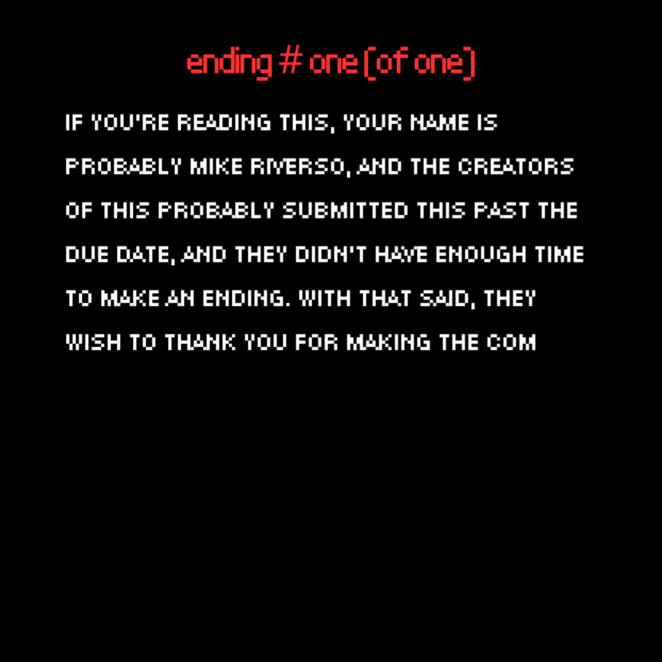 ending # one (of one)
IF YOU'RE READING THIS, YOUR NAME IS
PROBABLY MIKE RIVERSO, AND THE CREATORS
OF THIS PROBABLY SUBMITTED THIS PAST THE
DUE DATE, AND THEY DIDN'T HAVE ENOUGH TIME
TO MAKE AN ENDING. WITH THAT SAID, THEY
WISH TO THANK YOU FOR MAKING THE COM